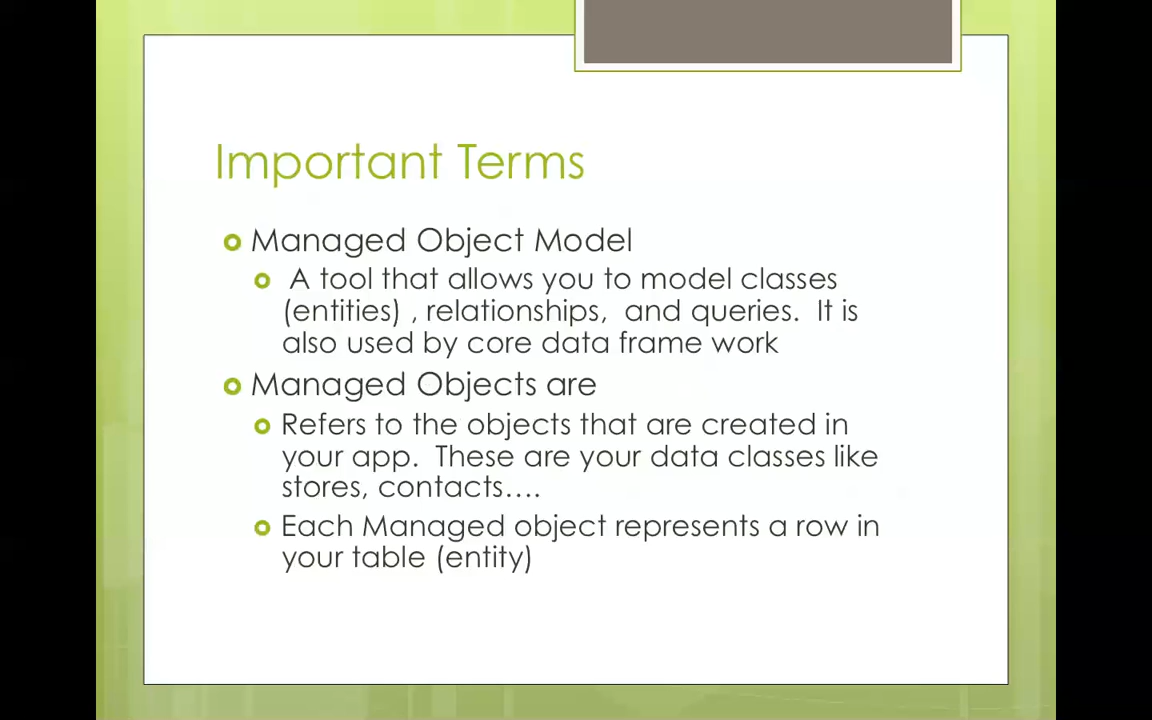 Important Terms
Managed Object Model
A tool that allows you to model classes
(entities) , relationships, and queries. It is
also used by core data frame work
Managed Objects are
Refers to the objects that are created in
your app. These are your data classes like
stores, contacts….
Each Managed object represents a row in
your table (entity)